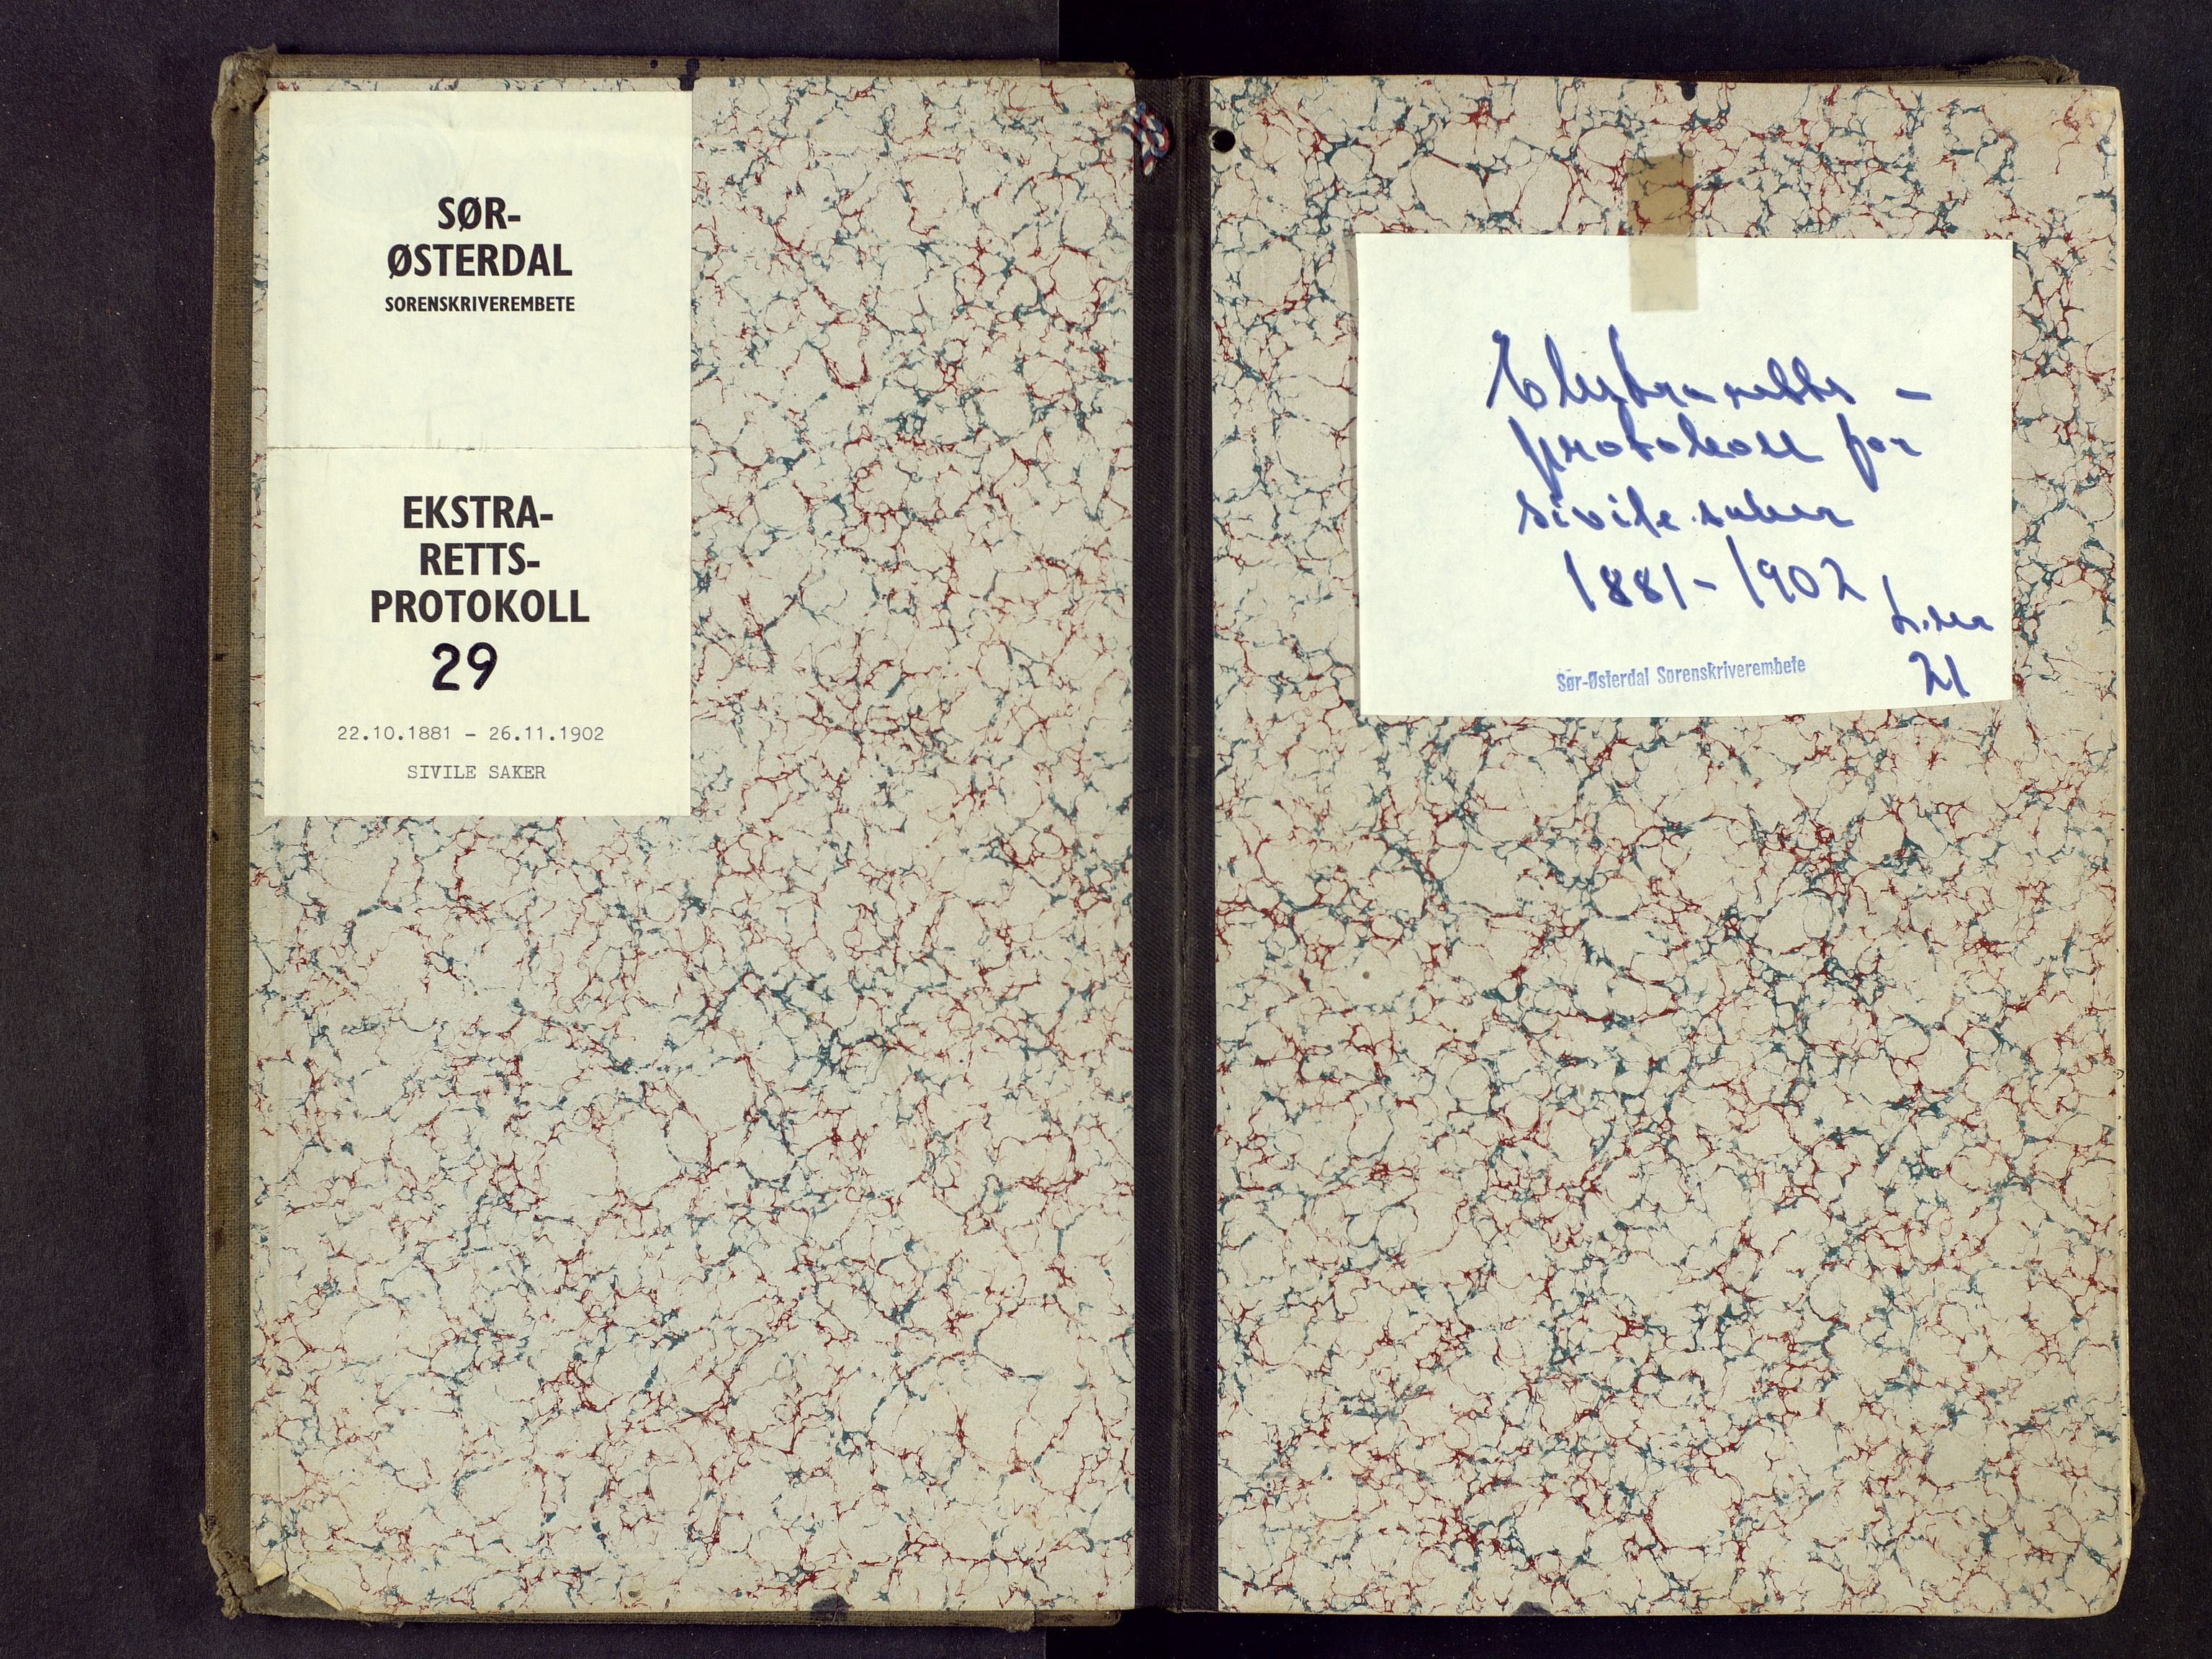 SØR-
ØSTERDAL
SORENSKRIVEREMBETE
EKSTRA-
RETTS-
PROTOKOLL
29
22.10.1881 - 26.11.1902
SIVILE SAKER
Ekstraretts -
protokoll for
sivile saker
1881-1902
21
Sør-Østerdal Sorenskriverembete